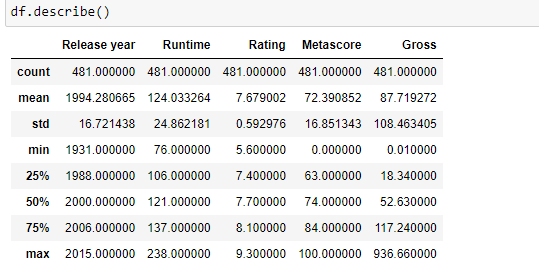 df.describe()
Release year Runtime Rating Metascore Gross
count 481.000000 481.000000 481.000000 481.000000 481.000000
mean 1994.280665 124.033264 7.679002 72.390852 87.719272
std 16.721438 24.862181 0.592976 16.851343 108.463405
min 1931.000000 76.000000 5.600000 0.000000 0.010000
25% 1988.000000 106.000000 7.400000 63.000000 18.340000
50% 2000.000000 121.000000 7.700000 74.000000 52.630000
75% 2006.000000 137.000000 8.100000 84.000000 117.240000
max 2015.000000 238.000000 9.300000 100.000000 936.660000